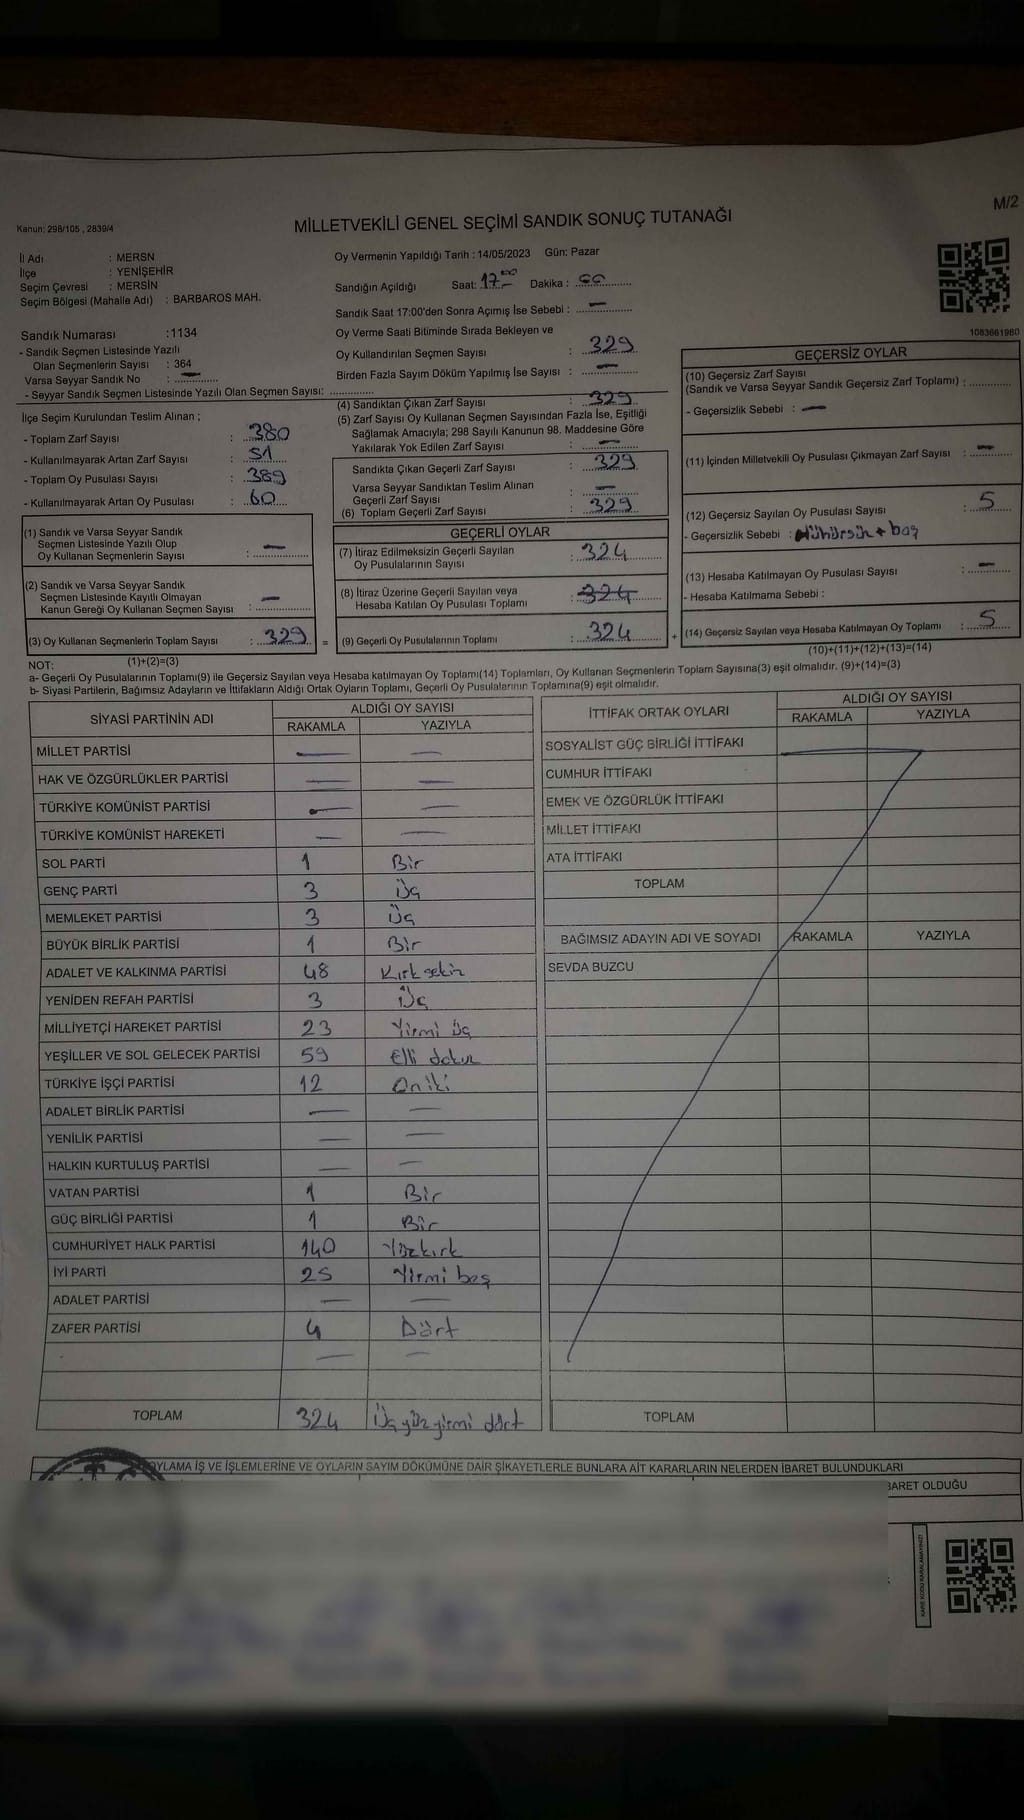 M/2
Kanun: 298/105 , 2839/4
MİLLETVEKİLİ GENEL SEÇİMİ SANDIK SONUÇ TUTANAĞI
İl Adı : MERSN
İlçe : YENİŞEHİR
Seçim Çevresi : MERSİN
Seçim Bölgesi (Mahalle Adı) : BARBAROS MAH.
Sandık Numarası :1134
- Sandık Seçmen Listesinde Yazılı
Olan Seçmenlerin Sayısı : 364
Varsa Seyyar Sandık No : —
- Seyyar Sandık Seçmen Listesinde Yazılı Olan Seçmen Sayısı:
İlçe Seçim Kurulundan Teslim Alınan ;
- Toplam Zarf Sayısı : 380
- Kullanılmayarak Artan Zarf Sayısı : 51
- Toplam Oy Pusulası Sayısı : 389
- Kullanılmayarak Artan Oy Pusulası : 60
(1) Sandık ve Varsa Seyyar Sandık
Seçmen Listesinde Yazılı Olup
Oy Kullanan Seçmenlerin Sayısı : —
(2) Sandık ve Varsa Seyyar Sandık
Seçmen Listesinde Kayıtlı Olmayan
Kanun Gereği Oy Kullanan Seçmen Sayısı : —
(3) Oy Kullanan Seçmenlerin Toplam Sayısı : 329 =
Oy Vermenin Yapıldığı Tarih : 14/05/2023 Gün: Pazar
Sandığın Açıldığı Saat: 17 00 Dakika : 00
Sandık Saat 17:00'den Sonra Açımış İse Sebebi : —
Oy Verme Saati Bitiminde Sırada Bekleyen ve
Oy Kullandırılan Seçmen Sayısı : 329
Birden Fazla Sayım Döküm Yapılmış İse Sayısı : —
(4) Sandıktan Çıkan Zarf Sayısı : 329
(5) Zarf Sayısı Oy Kullanan Seçmen Sayısından Fazla İse, Eşitliği
Sağlamak Amacıyla; 298 Sayılı Kanunun 98. Maddesine Göre
Yakılarak Yok Edilen Zarf Sayısı : —
Sandıkta Çıkan Geçerli Zarf Sayısı : 329
Varsa Seyyar Sandıktan Teslim Alınan
Geçerli Zarf Sayısı : —
(6) Toplam Geçerli Zarf Sayısı : 329
GEÇERLİ OYLAR
(7) İtiraz Edilmeksizin Geçerli Sayılan
Oy Pusulalarının Sayısı : 324
(8) İtiraz Üzerine Geçerli Sayılan veya
Hesaba Katılan Oy Pusulası Toplamı : 324
(9) Geçerli Oy Pusulalarının Toplamı : 324 +
1083661980
GEÇERSİZ OYLAR
(10) Geçersiz Zarf Sayısı
(Sandık ve Varsa Seyyar Sandık Geçersiz Zarf Toplamı) :
- Geçersizlik Sebebi : —
(11) İçinden Milletvekili Oy Pusulası Çıkmayan Zarf Sayısı : —
(12) Geçersiz Sayılan Oy Pusulası Sayısı : 5
- Geçersizlik Sebebi : Mühürsüz + boş
(13) Hesaba Katılmayan Oy Pusulası Sayısı : —
- Hesaba Katılmama Sebebi :
(14) Geçersiz Sayılan veya Hesaba Katılmayan Oy Toplamı : 5
(10)+(11)+(12)+(13)=(14)
NOT: (1)+(2)=(3)
a- Geçerli Oy Pusulalarının Toplamı(9) ile Geçersiz Sayılan veya Hesaba katılmayan Oy Toplamı(14) Toplamları, Oy Kullanan Seçmenlerin Toplam Sayısına(3) eşit olmalıdır. (9)+(14)=(3)
b- Siyasi Partilerin, Bağımsız Adayların ve İttifakların Aldığı Ortak Oyların Toplamı, Geçerli Oy Pusulalarının Toplamına(9) eşit olmalıdır.
SİYASİ PARTİNİN ADI ALDIĞI OY SAYISI
RAKAMLA YAZIYLA
MİLLET PARTİSİ — —
HAK VE ÖZGÜRLÜKLER PARTİSİ — —
TÜRKİYE KOMÜNİST PARTİSİ — —
TÜRKİYE KOMÜNİST HAREKETİ — —
SOL PARTİ 1 Bir
GENÇ PARTİ 3 Üç
MEMLEKET PARTİSİ 3 Üç
BÜYÜK BİRLİK PARTİSİ 1 Bir
ADALET VE KALKINMA PARTİSİ 48 Kırk sekiz
YENİDEN REFAH PARTİSİ 3 Üç
MİLLİYETÇİ HAREKET PARTİSİ 23 Yirmi üç
YEŞİLLER VE SOL GELECEK PARTİSİ 59 Elli dokuz
TÜRKİYE İŞÇİ PARTİSİ 12 Oniki
ADALET BİRLİK PARTİSİ — —
YENİLİK PARTİSİ — —
HALKIN KURTULUŞ PARTİSİ — —
VATAN PARTİSİ 1 Bir
GÜÇ BİRLİĞİ PARTİSİ 1 Bir
CUMHURİYET HALK PARTİSİ 140 Yüzkırk
İYİ PARTİ 25 Yirmi beş
ADALET PARTİSİ — —
ZAFER PARTİSİ 4 Dört
— —
TOPLAM 324 Üç yüz yirmi dört
İTTİFAK ORTAK OYLARI ALDIĞI OY SAYISI
RAKAMLA YAZIYLA
SOSYALİST GÜÇ BİRLİĞİ İTTİFAKI
CUMHUR İTTİFAKI
EMEK VE ÖZGÜRLÜK İTTİFAKI
MİLLET İTTİFAKI
ATA İTTİFAKI
TOPLAM
BAĞIMSIZ ADAYIN ADI VE SOYADI RAKAMLA YAZIYLA
SEVDA BUZCU
TOPLAM
OYLAMA İŞ VE İŞLEMLERİNE VE OYLARIN SAYIM DÖKÜMÜNE DAİR ŞİKAYETLERLE BUNLARA AİT KARARLARIN NELERDEN İBARET BULUNDUKLARI
BARET OLDUĞU
KARE KODU KARALAMAYINIZ!